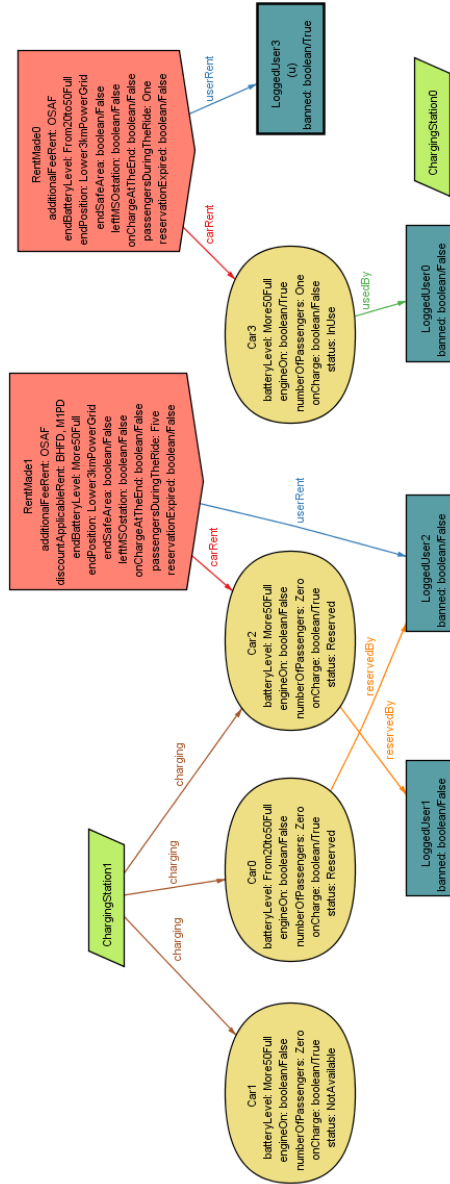 ChargingStation1
charging
charging
charging
RentMade1
additionalFeeRent: OSAF
discountApplicableRent: BHFD, M1PD
endBatteryLevel: More50Full
endPosition: Lower3kmPowerGrid
endSafeArea: boolean/False
leftMSOstation: boolean/False
onChargeAtTheEnd: boolean/False
passengersDuringTheRide: Five
reservationExpired: boolean/False
carRent
userRent
RentMade0
additionalFeeRent: OSAF
endBatteryLevel: From20to50Full
endPosition: Lower3kmPowerGrid
endSafeArea: boolean/False
leftMSOstation: boolean/False
onChargeAtTheEnd: boolean/False
passengersDuringTheRide: One
reservationExpired: boolean/False
carRent
userRent
Car1
batteryLevel: More50Full
engineOn: boolean/False
numberOfPassengers: Zero
onCharge: boolean/True
status: NotAvailable
Car0
batteryLevel: From20to50Full
engineOn: boolean/False
numberOfPassengers: Zero
onCharge: boolean/True
status: Reserved
Car2
batteryLevel: More50Full
engineOn: boolean/False
numberOfPassengers: Zero
onCharge: boolean/True
status: Reserved
Car3
batteryLevel: More50Full
engineOn: boolean/True
numberOfPassengers: One
onCharge: boolean/False
status: InUse
LoggedUser3
(u)
banned: boolean/True
reservedBy
reservedBy
usedBy
LoggedUser1
banned: boolean/False
LoggedUser2
banned: boolean/False
LoggedUser0
banned: boolean/False
ChargingStation0